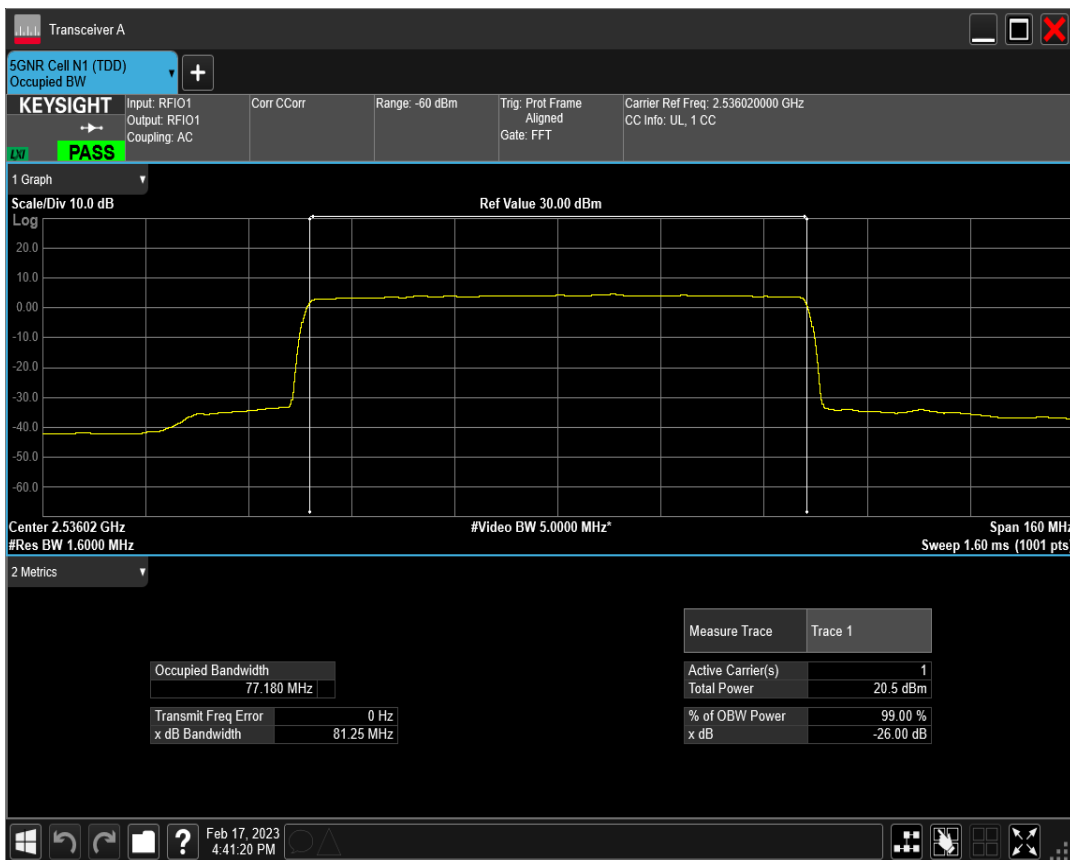 Transceiver A
5GNR Cell N1 (TDD)
Occupied BW
KEYSIGHT
LXI
PASS
Input: RFIO1
Output: RFIO1
Coupling: AC
Corr CCorr
Range: -60 dBm
Trig: Prot Frame
Aligned
Gate: FFT
Carrier Ref Freq: 2.536020000 GHz
CC Info: UL, 1 CC
1 Graph
Scale/Div 10.0 dB
Ref Value 30.00 dBm
Log
20.0
10.0
0.00
-10.0
-20.0
-30.0
-40.0
-50.0
-60.0
Center 2.53602 GHz
#Video BW 5.0000 MHz*
Span 160 MHz
#Res BW 1.6000 MHz
Sweep 1.60 ms (1001 pts)
2 Metrics
Measure Trace Trace 1
Occupied Bandwidth
77.180 MHz
Active Carrier(s) 1
Total Power 20.5 dBm
Transmit Freq Error 0 Hz
x dB Bandwidth 81.25 MHz
% of OBW Power 99.00 %
x dB -26.00 dB
?
Feb 17, 2023
4:41:20 PM